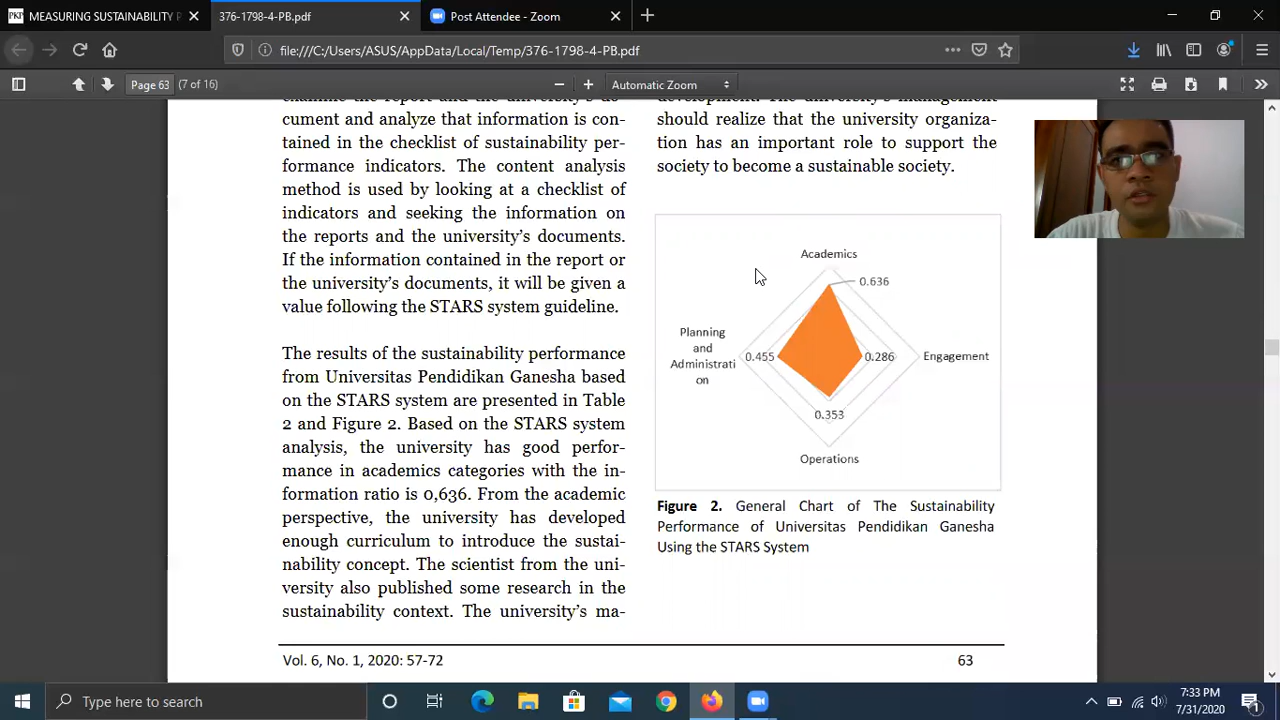 MEASURING SUSTAINABILITY P
376-1798-4-PB.pdf
Post Attendee - Zoom
file:///C:/Users/ASUS/AppData/Local/Temp/376-1798-4-PB.pdf
Page 63
(7 of 16)
Automatic Zoom
examine the report and the university's do-
cument and analyze that information is con-
tained in the checklist of sustainability per-
formance indicators. The content analysis
method is used by looking at a checklist of
indicators and seeking the information on
the reports and the university's documents.
If the information contained in the report or
the university's documents, it will be given a
value following the STARS system guideline.
The results of the sustainability performance
from Universitas Pendidikan Ganesha based
on the STARS system are presented in Table
2 and Figure 2. Based on the STARS system
analysis, the university has good perfor-
mance in academics categories with the in-
formation ratio is 0,636. From the academic
perspective, the university has developed
enough curriculum to introduce the sustai-
nability concept. The scientist from the uni-
versity also published some research in the
sustainability context. The university's ma-
development. The university's management
should realize that the university organiza-
tion has an important role to support the
society to become a sustainable society.
Academics
0.636
Planning
and
Administrati
on
0.455
0.286
Engagement
0.353
Operations
Figure 2. General Chart of The Sustainability
Performance of Universitas Pendidikan Ganesha
Using the STARS System
Vol. 6, No. 1, 2020: 57-72
63
Type here to search
7:33 PM
7/31/2020
1